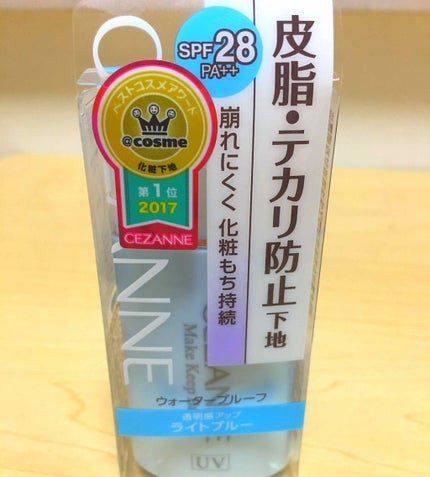 SPF28
PA++
皮脂・テカリ防止下地
崩れにくく 化粧もち持続
ベストコスメアワード
@cosme
化粧下地
第1位
2017
CEZANNE
ANNE
Make Keep
ウォータープルーフ
透明感アップ
ライトブルー
UV